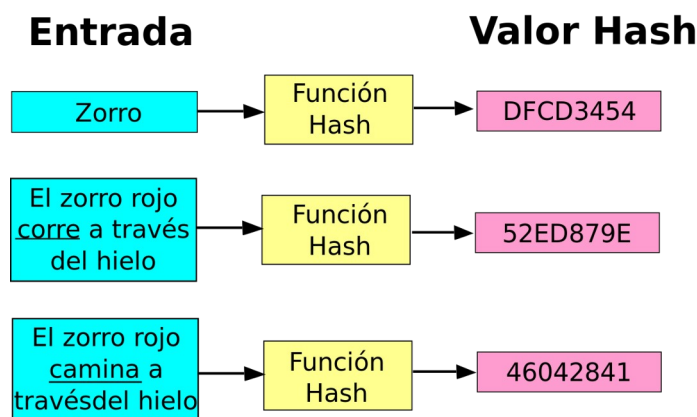 Entrada
Valor Hash
Zorro
Función
Hash
DFCD3454
El zorro rojo
corre a través
del hielo
Función
Hash
52ED879E
El zorro rojo
camina a
travésdel hielo
Función
Hash
46042841